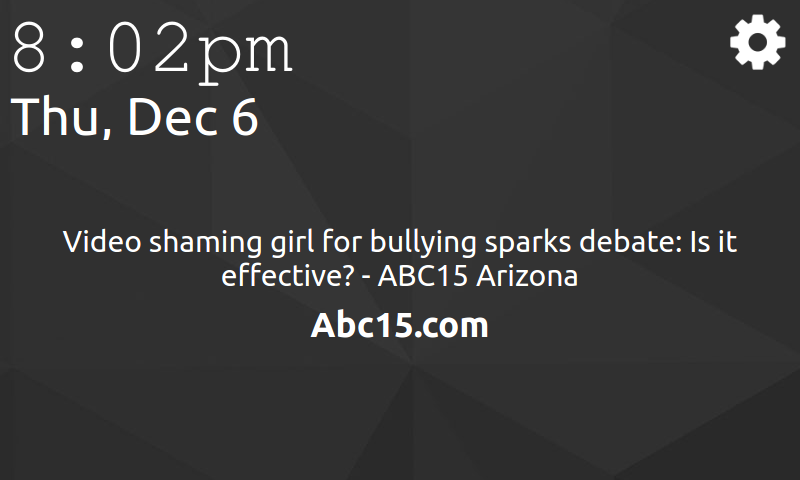 8:02pm
Thu, Dec 6
Video shaming girl for bullying sparks debate: Is it
effective? - ABC15 Arizona
Abc15.com